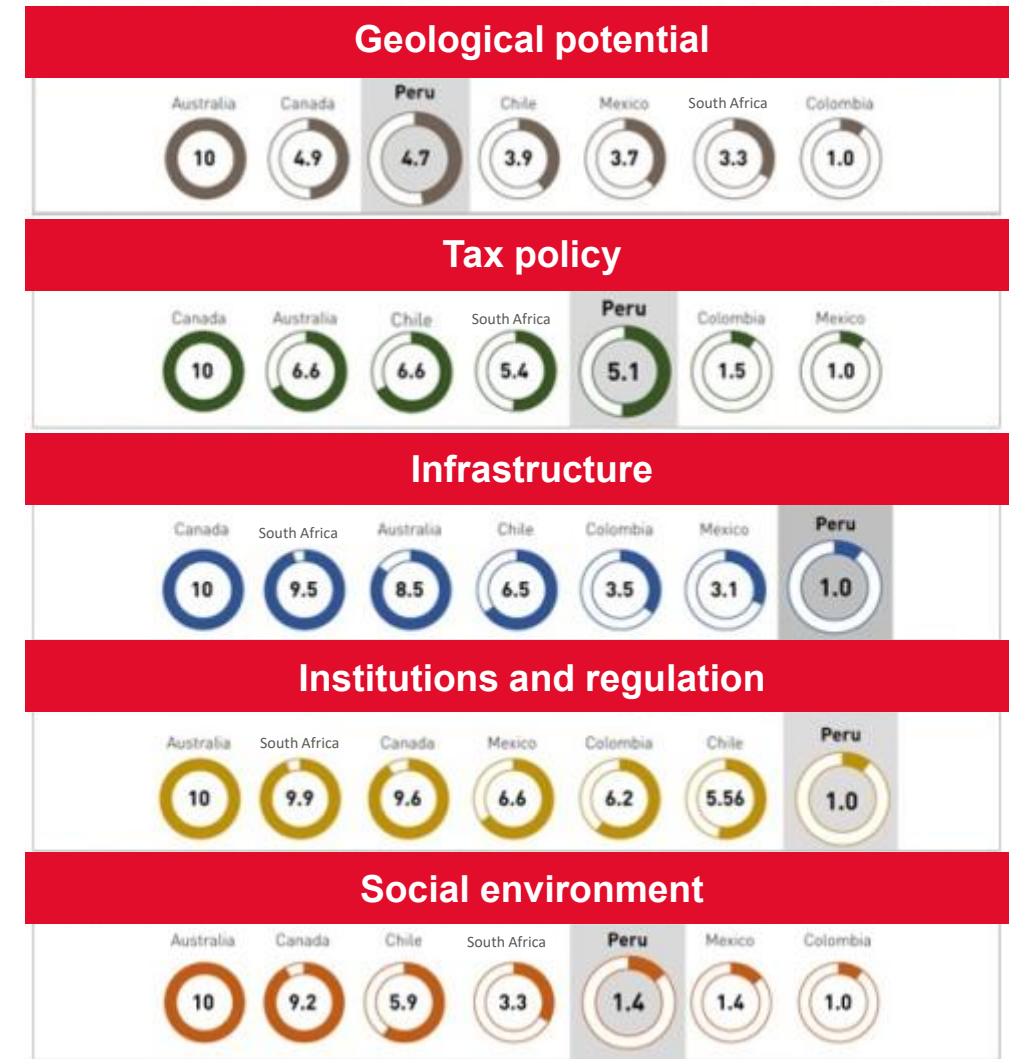 Geological potential
Australia Canada Peru Chile Mexico South Africa Colombia
10 4.9 4.7 3.9 3.7 3.3 1.0
Tax policy
Canada Australia Chile South Africa Peru Colombia Mexico
10 6.6 6.6 5.4 5.1 1.5 1.0
Infrastructure
Canada South Africa Australia Chile Colombia Mexico Peru
10 9.5 8.5 6.5 3.5 3.1 1.0
Institutions and regulation
Australia South Africa Canada Mexico Colombia Chile Peru
10 9.9 9.6 6.6 6.2 5.56 1.0
Social environment
Australia Canada Chile South Africa Peru Mexico Colombia
10 9.2 5.9 3.3 1.4 1.4 1.0